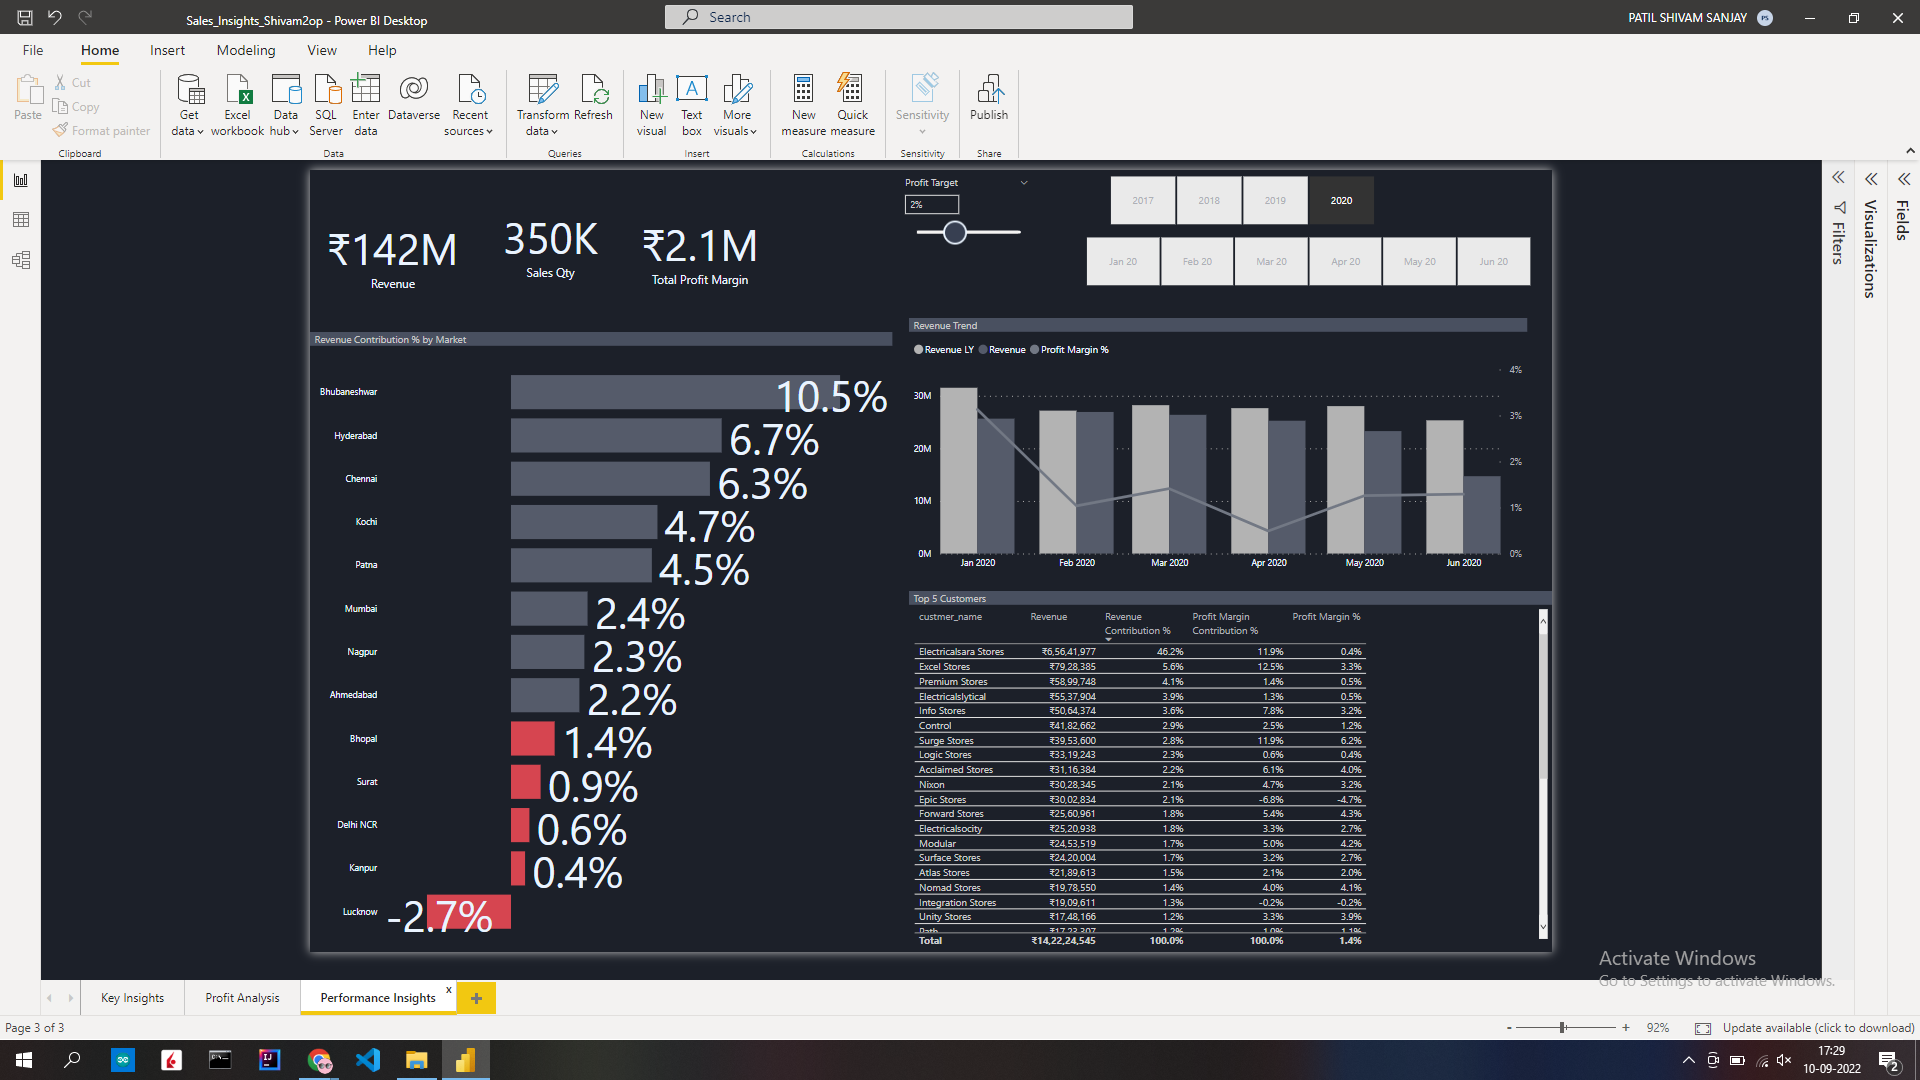 Sales_Insights_Shivam2op - Power BI Desktop
Search
PATIL SHIVAM SANJAY
PS
File Home Insert Modeling View Help
Paste
Cut
Copy
Format painter
Clipboard
Get data
Excel workbook
Data hub
SQL Server
Enter data
Dataverse
Recent sources
Data
Transform data
Refresh
Queries
New visual
Text box
More visuals
Insert
New measure
Quick measure
Calculations
Sensitivity
Sensitivity
Publish
Share
₹142M
Revenue
350K
Sales Qty
₹2.1M
Total Profit Margin
Profit Target
2%
2017 2018 2019 2020
Jan 20 Feb 20 Mar 20 Apr 20 May 20 Jun 20
Revenue Contribution % by Market
Bhubaneshwar 10.5%
Hyderabad 6.7%
Chennai 6.3%
Kochi 4.7%
Patna 4.5%
Mumbai 2.4%
Nagpur 2.3%
Ahmedabad 2.2%
Bhopal 1.4%
Surat 0.9%
Delhi NCR 0.6%
Kanpur 0.4%
Lucknow -2.7%
Revenue Trend
Revenue LY Revenue Profit Margin %
4%
30M
3%
20M
2%
10M
1%
0M
0%
Jan 2020 Feb 2020 Mar 2020 Apr 2020 May 2020 Jun 2020
Top 5 Customers
custmer_name Revenue Revenue Contribution % Profit Margin Contribution % Profit Margin %
Electricalsara Stores ₹6,56,41,977 46.2% 11.9% 0.4%
Excel Stores ₹79,28,385 5.6% 12.5% 3.3%
Premium Stores ₹58,99,748 4.1% 1.4% 0.5%
Electricalslytical ₹55,37,904 3.9% 1.3% 0.5%
Info Stores ₹50,64,374 3.6% 7.8% 3.2%
Control ₹41,82,662 2.9% 2.5% 1.2%
Surge Stores ₹39,53,600 2.8% 11.9% 6.2%
Logic Stores ₹33,19,243 2.3% 0.6% 0.4%
Acclaimed Stores ₹31,16,384 2.2% 6.1% 4.0%
Nixon ₹30,28,345 2.1% 4.7% 3.2%
Epic Stores ₹30,02,834 2.1% -6.8% -4.7%
Forward Stores ₹25,60,961 1.8% 5.4% 4.3%
Electricalsocity ₹25,20,938 1.8% 3.3% 2.7%
Modular ₹24,53,519 1.7% 5.0% 4.2%
Surface Stores ₹24,20,004 1.7% 3.2% 2.7%
Atlas Stores ₹21,89,613 1.5% 2.1% 2.0%
Nomad Stores ₹19,78,550 1.4% 4.0% 4.1%
Integration Stores ₹19,09,611 1.3% -0.2% -0.2%
Unity Stores ₹17,48,166 1.2% 3.3% 3.9%
Path ₹17,23,307 1.2% 1.0% 1.1%
Total ₹14,22,24,545 100.0% 100.0% 1.4%
Filters
Visualizations
Fields
Activate Windows
Go to Settings to activate Windows.
Key Insights Profit Analysis Performance Insights x +
Page 3 of 3
- + 92%
Update available (click to download)
17:29
10-09-2022
2